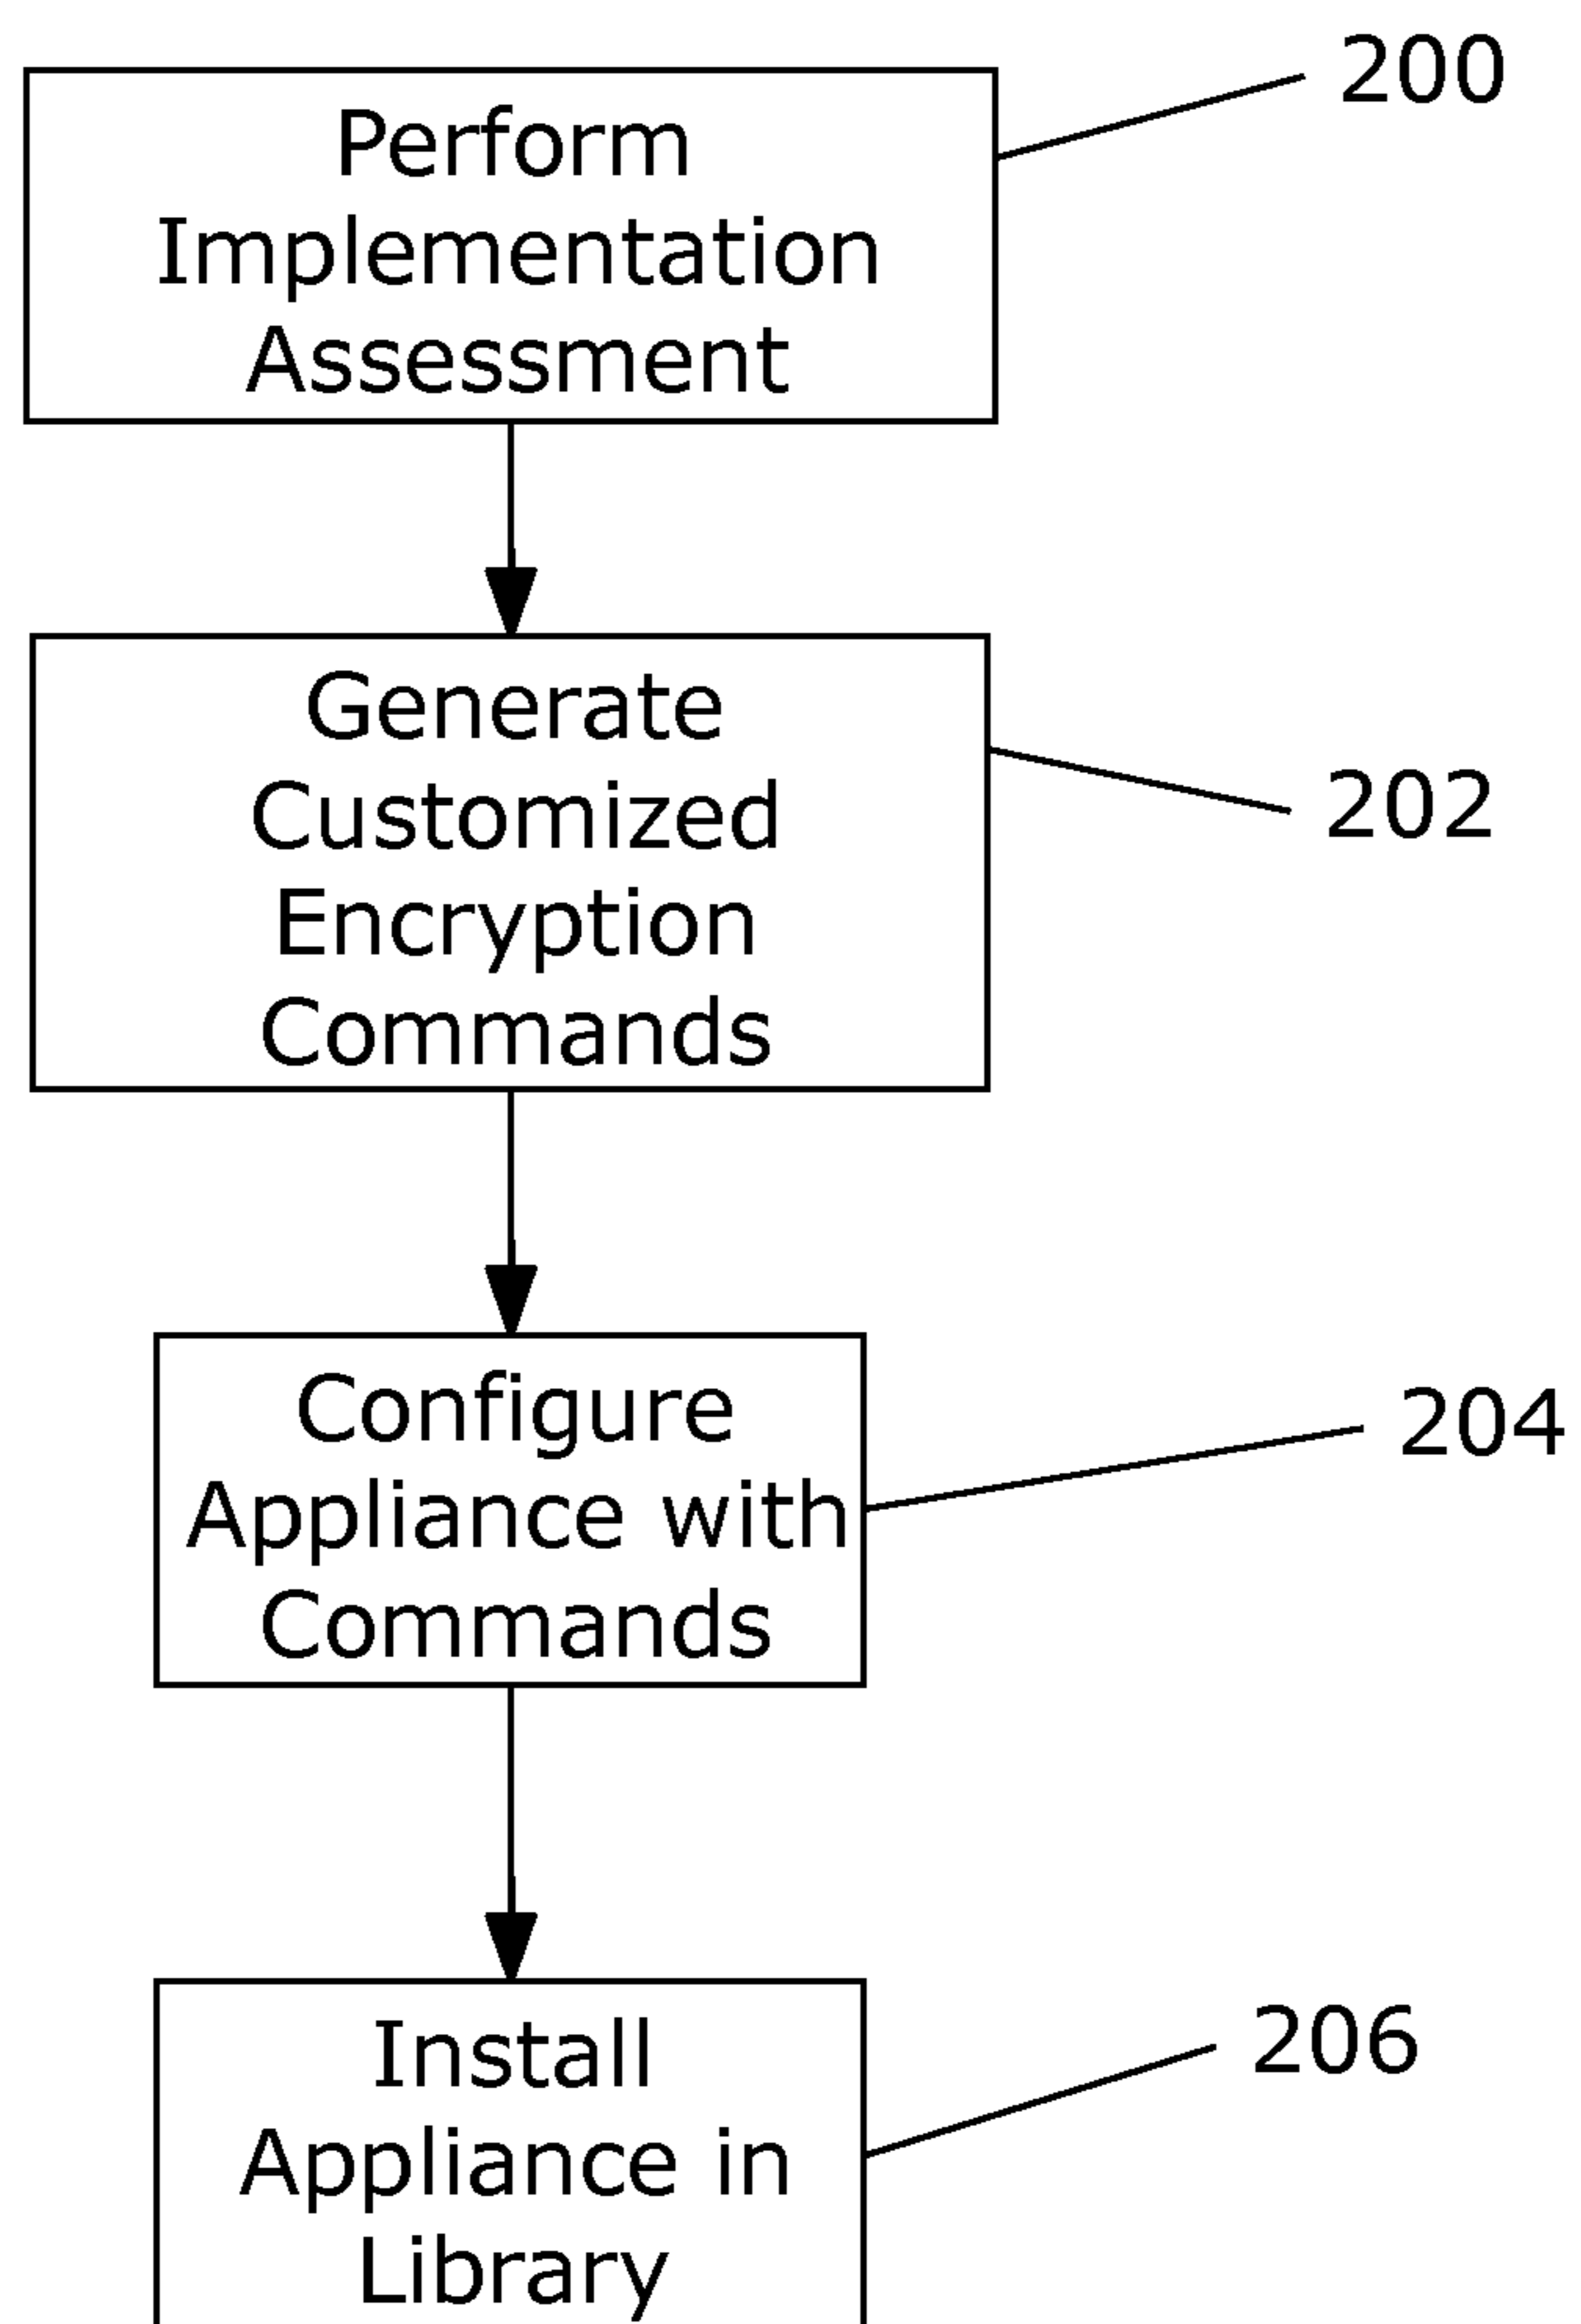 200
Perform
Implementation
Assessment
Generate
Customized
Encryption
Commands
202
Configure
Appliance with
Commands
204
Install
Appliance in
Library
206